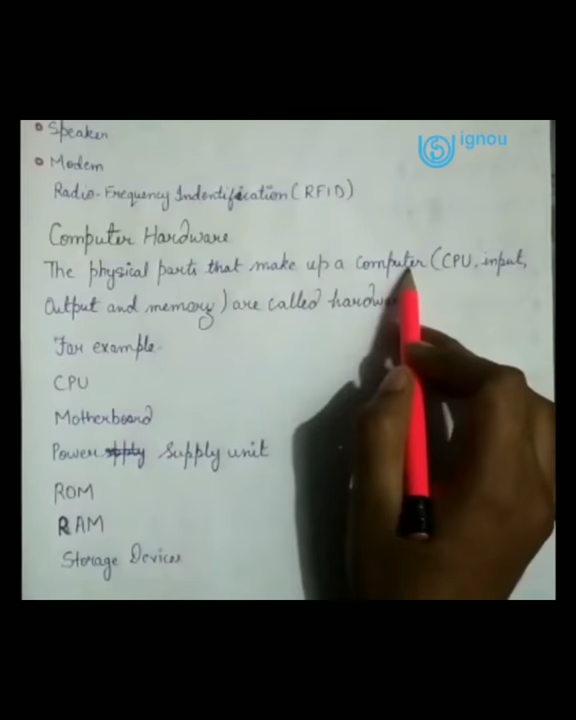 Speaker
ignou
Modem
Radio-Frequency Indentification (RFID)
Computer Hardware
The physical parts that make up a computer (CPU, input,
Output and memory) are called hardw
For example.
CPU
Motherboard
Power Supply unit
ROM
RAM
Storage Devices